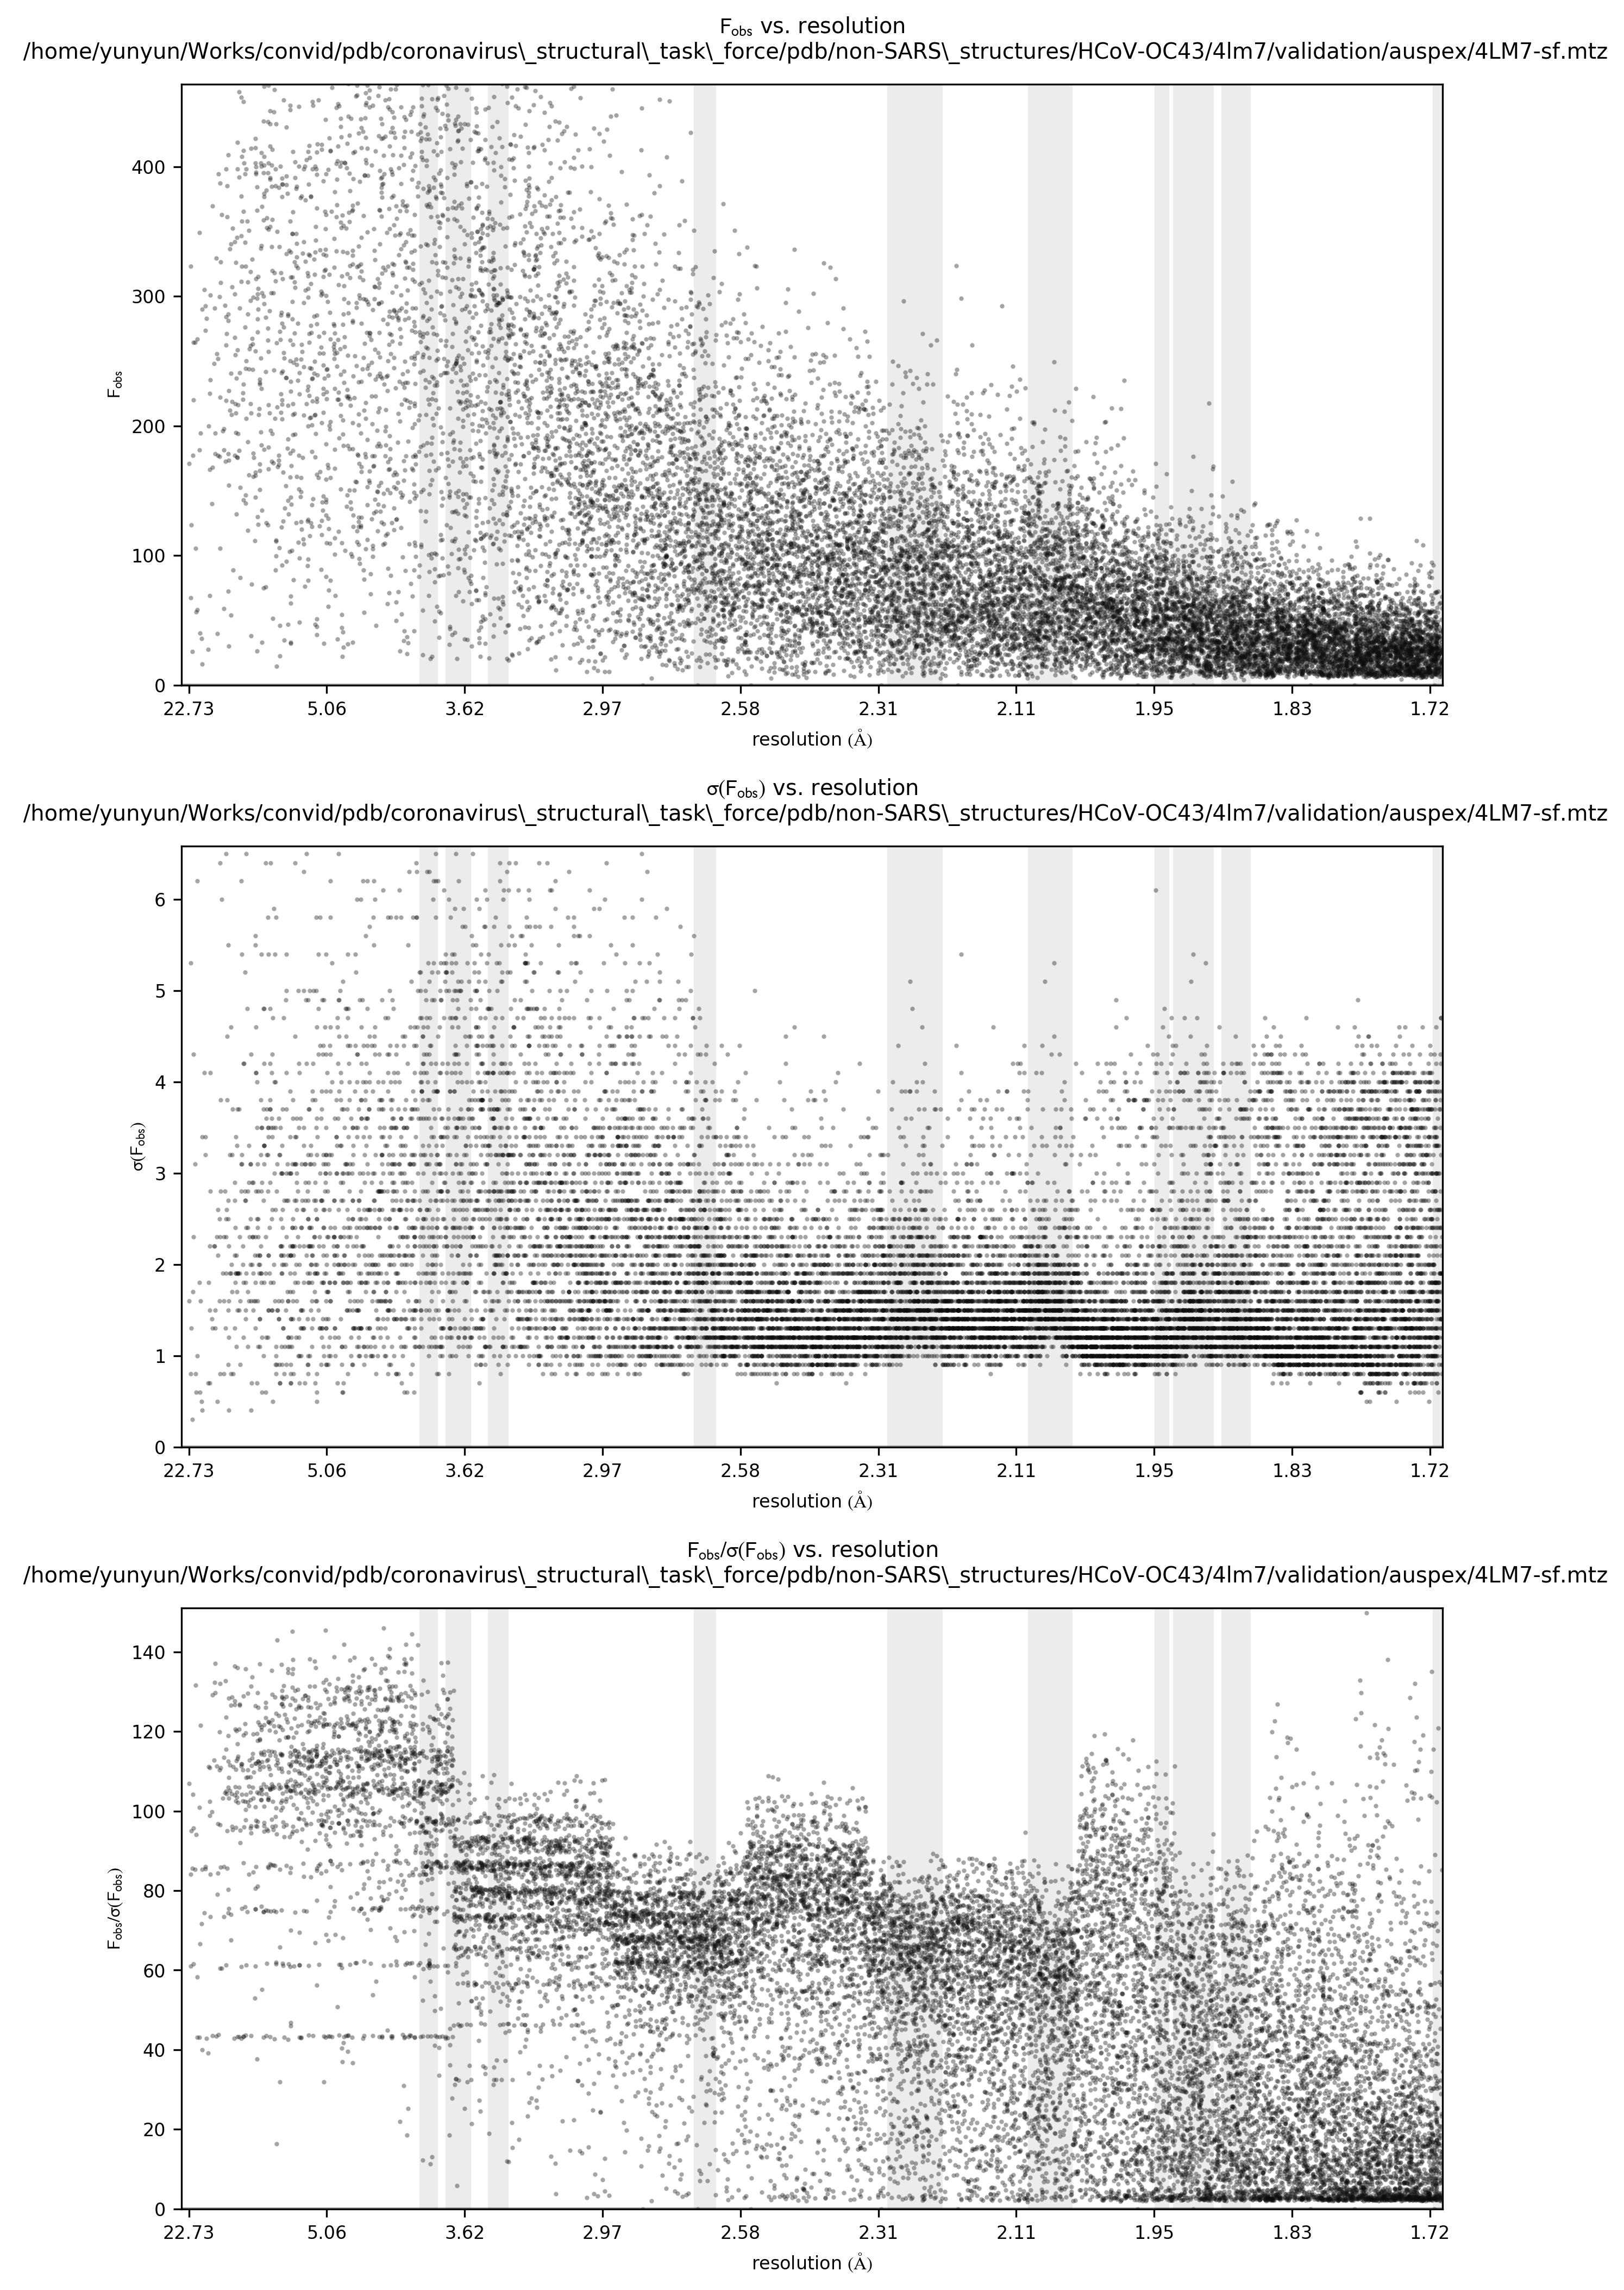 F_obs vs. resolution
/home/yunyun/Works/convid/pdb/coronavirus\_structural\_task\_force/pdb/non-SARS\_structures/HCoV-OC43/4lm7/validation/auspex/4LM7-sf.mtz
400
300
200
100
0
F_obs
22.73 5.06 3.62 2.97 2.58 2.31 2.11 1.95 1.83 1.72
resolution (Å)
σ(F_obs) vs. resolution
/home/yunyun/Works/convid/pdb/coronavirus\_structural\_task\_force/pdb/non-SARS\_structures/HCoV-OC43/4lm7/validation/auspex/4LM7-sf.mtz
6
5
4
3
2
1
0
σ(F_obs)
22.73 5.06 3.62 2.97 2.58 2.31 2.11 1.95 1.83 1.72
resolution (Å)
F_obs/σ(F_obs) vs. resolution
/home/yunyun/Works/convid/pdb/coronavirus\_structural\_task\_force/pdb/non-SARS\_structures/HCoV-OC43/4lm7/validation/auspex/4LM7-sf.mtz
140
120
100
80
60
40
20
0
F_obs/σ(F_obs)
22.73 5.06 3.62 2.97 2.58 2.31 2.11 1.95 1.83 1.72
resolution (Å)